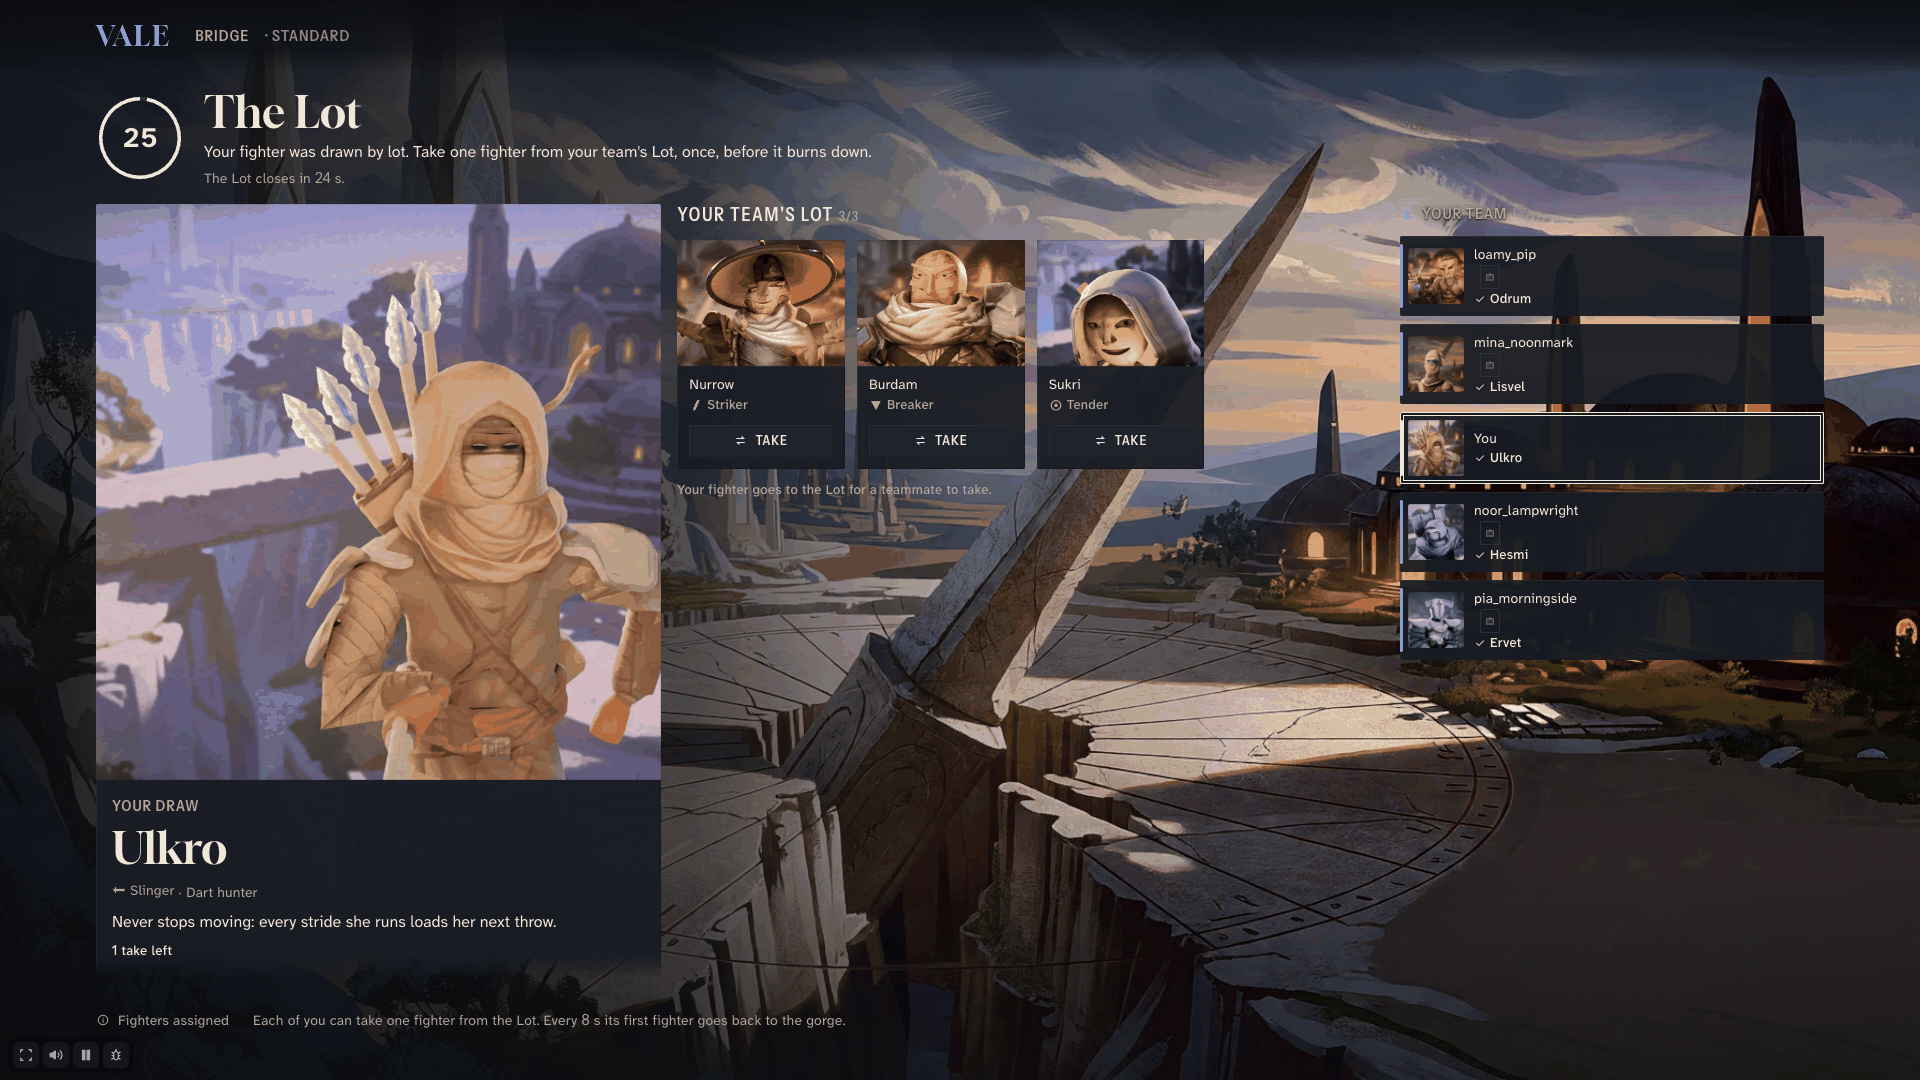 VALE BRIDGE · STANDARD
25
The Lot
Your fighter was drawn by lot. Take one fighter from your team's Lot, once, before it burns down.
The Lot closes in 24 s.
YOUR DRAW
Ulkro
Slinger · Dart hunter
Never stops moving: every stride she runs loads her next throw.
1 take left
YOUR TEAM'S LOT 3/3
Nurrow
Striker
TAKE
Burdam
Breaker
TAKE
Sukri
Tender
TAKE
Your fighter goes to the Lot for a teammate to take.
YOUR TEAM
loamy_pip
Odrum
mina_noonmark
Lisvel
You
Ulkro
noor_lampwright
Hesmi
pia_morningside
Ervet
Fighters assigned Each of you can take one fighter from the Lot. Every 8 s its first fighter goes back to the gorge.